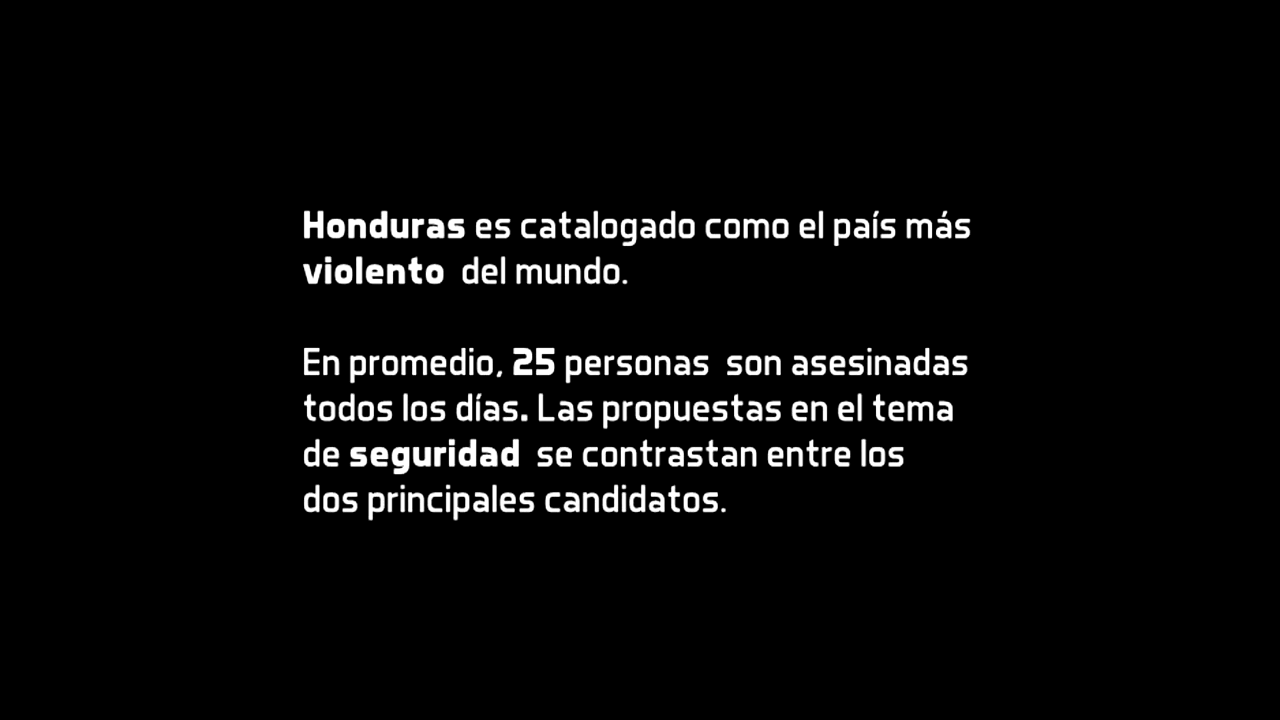 Honduras es catalogado como el país más
violento del mundo.
En promedio, 25 personas son asesinadas
todos los días. Las propuestas en el tema
de seguridad se contrastan entre los
dos principales candidatos.